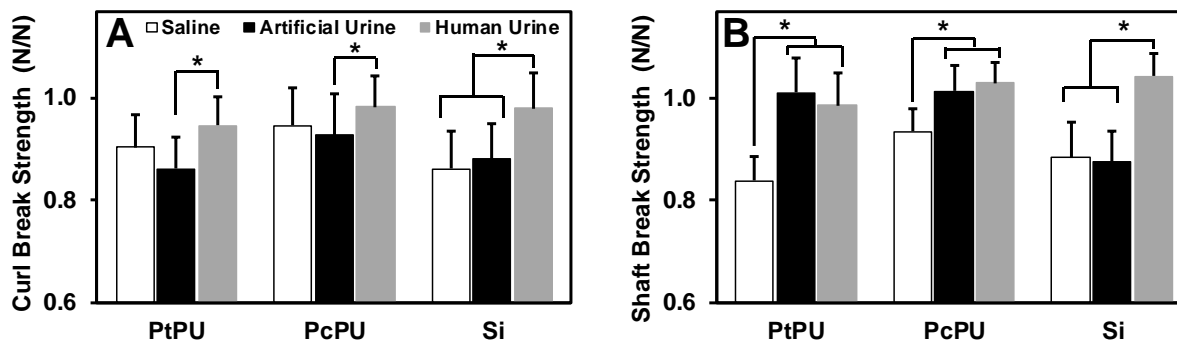 A
Saline Artificial Urine Human Urine
Curl Break Strength (N/N)
1.0
0.8
0.6
* * *
PtPU PcPU Si
B
Shaft Break Strength (N/N)
1.0
0.8
0.6
* * *
PtPU PcPU Si